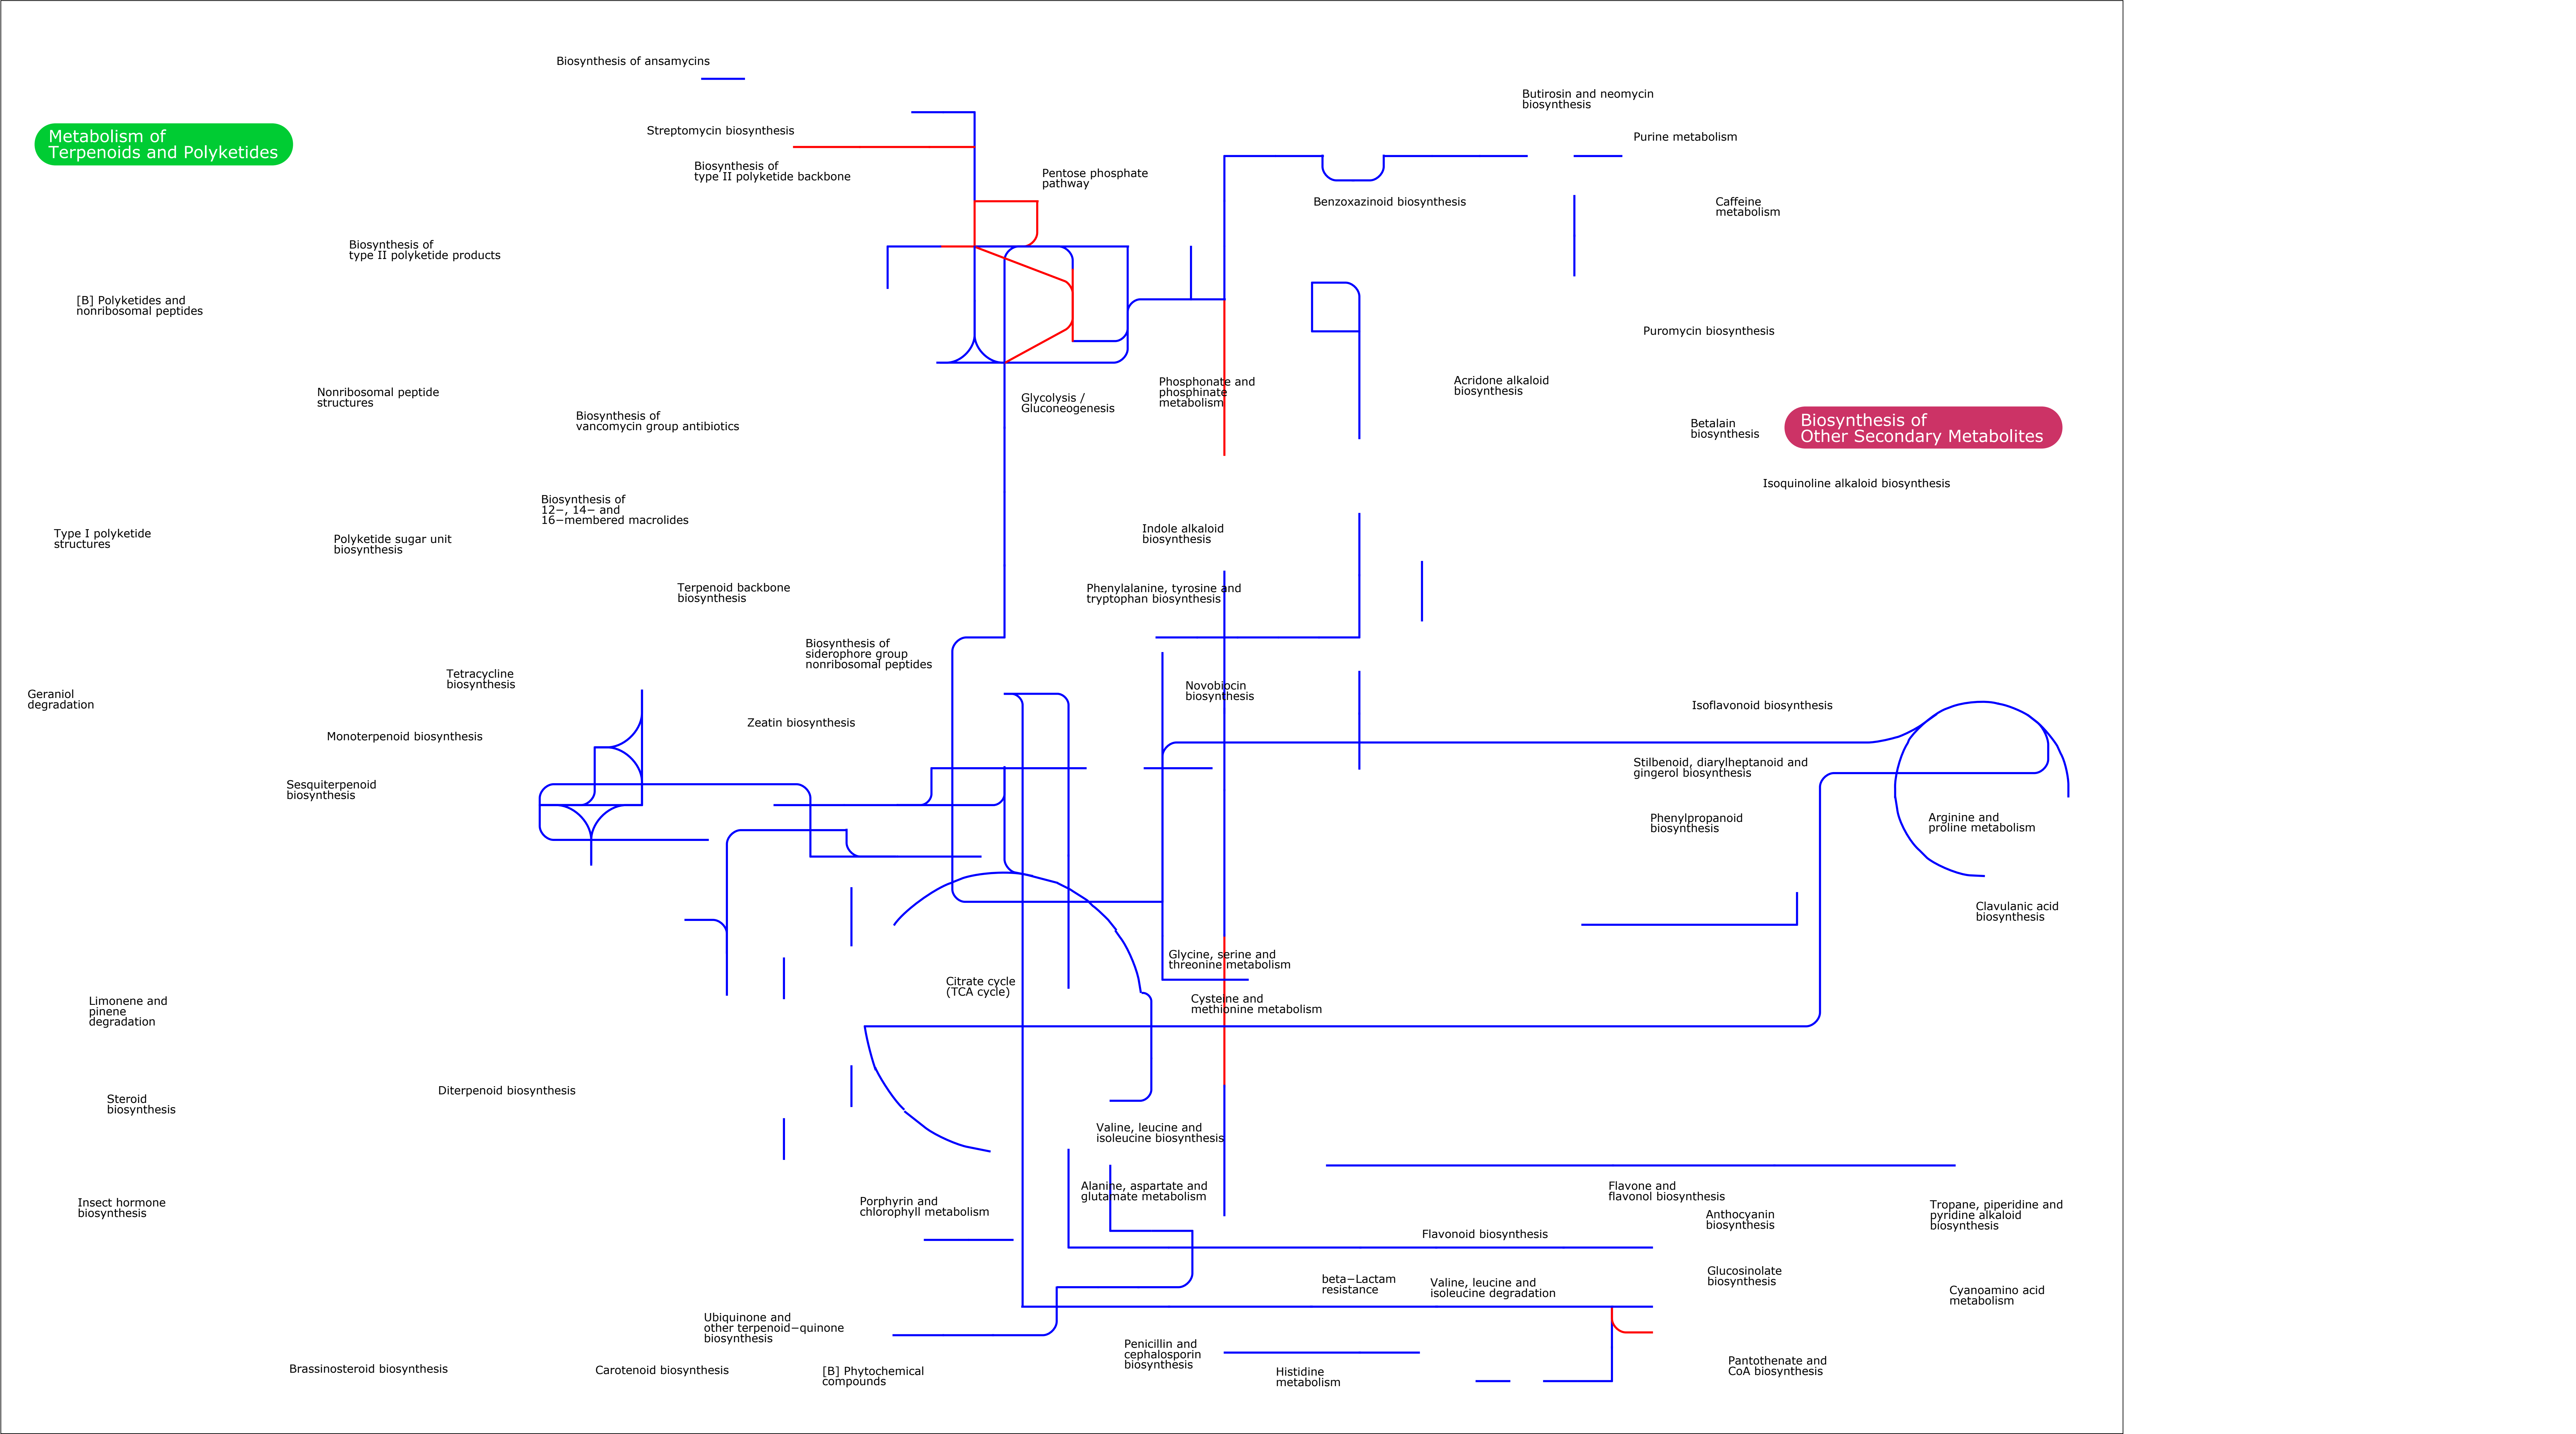 Biosynthesis of ansamycins
Butirosin and neomycin
biosynthesis
Metabolism of
Terpenoids and Polyketides
Streptomycin biosynthesis
Purine metabolism
Biosynthesis of
type II polyketide backbone
Pentose phosphate
pathway
Benzoxazinoid biosynthesis
Caffeine
metabolism
Biosynthesis of
type II polyketide products
[B] Polyketides and
nonribosomal peptides
Puromycin biosynthesis
Nonribosomal peptide
structures
Biosynthesis of
vancomycin group antibiotics
Glycolysis /
Gluconeogenesis
Phosphonate and
phosphinate
metabolism
Acridone alkaloid
biosynthesis
Betalain
biosynthesis
Biosynthesis of
Other Secondary Metabolites
Isoquinoline alkaloid biosynthesis
Biosynthesis of
12−, 14− and
16−membered macrolides
Type I polyketide
structures
Polyketide sugar unit
biosynthesis
Indole alkaloid
biosynthesis
Terpenoid backbone
biosynthesis
Phenylalanine, tyrosine and
tryptophan biosynthesis
Biosynthesis of
siderophore group
nonribosomal peptides
Tetracycline
biosynthesis
Geraniol
degradation
Novobiocin
biosynthesis
Isoflavonoid biosynthesis
Zeatin biosynthesis
Monoterpenoid biosynthesis
Stilbenoid, diarylheptanoid and
gingerol biosynthesis
Sesquiterpenoid
biosynthesis
Phenylpropanoid
biosynthesis
Arginine and
proline metabolism
Clavulanic acid
biosynthesis
Glycine, serine and
threonine metabolism
Citrate cycle
(TCA cycle)
Limonene and
pinene
degradation
Cysteine and
methionine metabolism
Diterpenoid biosynthesis
Steroid
biosynthesis
Valine, leucine and
isoleucine biosynthesis
Insect hormone
biosynthesis
Porphyrin and
chlorophyll metabolism
Alanine, aspartate and
glutamate metabolism
Flavone and
flavonol biosynthesis
Anthocyanin
biosynthesis
Tropane, piperidine and
pyridine alkaloid
biosynthesis
Flavonoid biosynthesis
beta−Lactam
resistance
Valine, leucine and
isoleucine degradation
Glucosinolate
biosynthesis
Cyanoamino acid
metabolism
Ubiquinone and
other terpenoid−quinone
biosynthesis
Penicillin and
cephalosporin
biosynthesis
Brassinosteroid biosynthesis
Carotenoid biosynthesis
[B] Phytochemical
compounds
Histidine
metabolism
Pantothenate and
CoA biosynthesis